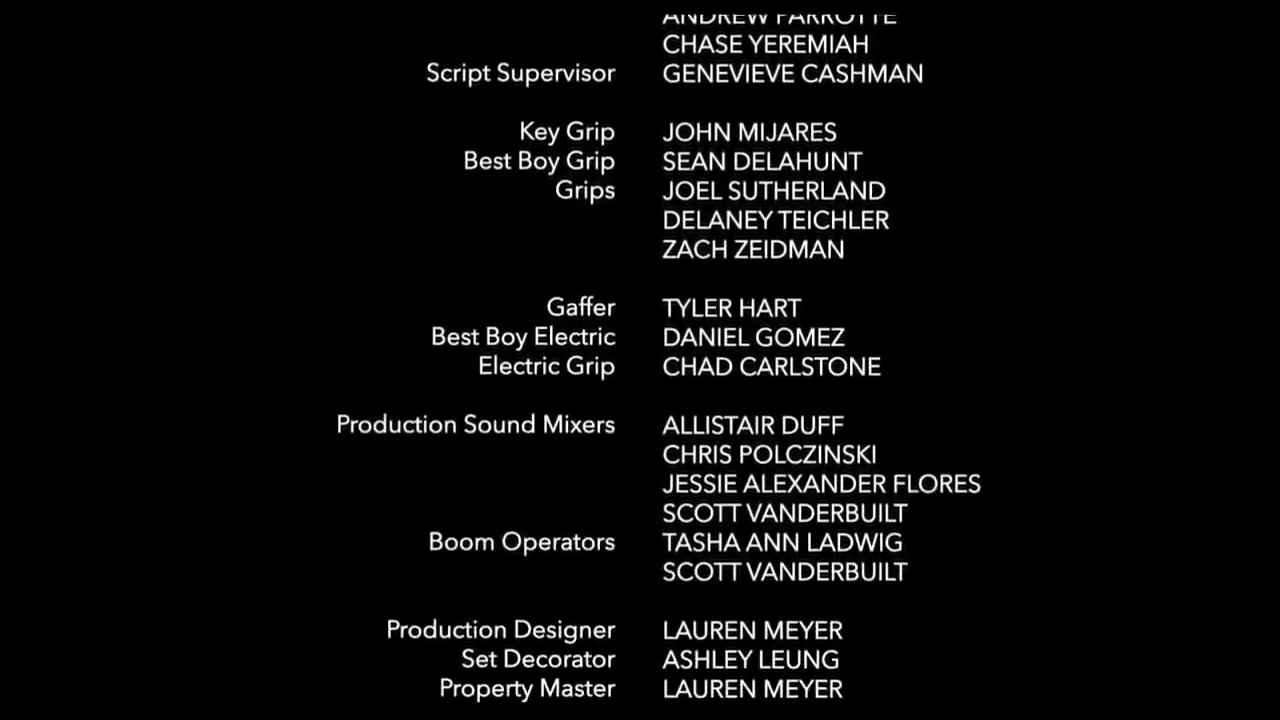 ANDREW PARROTTE
CHASE YEREMIAH
Script Supervisor GENEVIEVE CASHMAN
Key Grip JOHN MIJARES
Best Boy Grip SEAN DELAHUNT
Grips JOEL SUTHERLAND
DELANEY TEICHLER
ZACH ZEIDMAN
Gaffer TYLER HART
Best Boy Electric DANIEL GOMEZ
Electric Grip CHAD CARLSTONE
Production Sound Mixers ALLISTAIR DUFF
CHRIS POLCZINSKI
JESSIE ALEXANDER FLORES
SCOTT VANDERBUILT
Boom Operators TASHA ANN LADWIG
SCOTT VANDERBUILT
Production Designer LAUREN MEYER
Set Decorator ASHLEY LEUNG
Property Master LAUREN MEYER